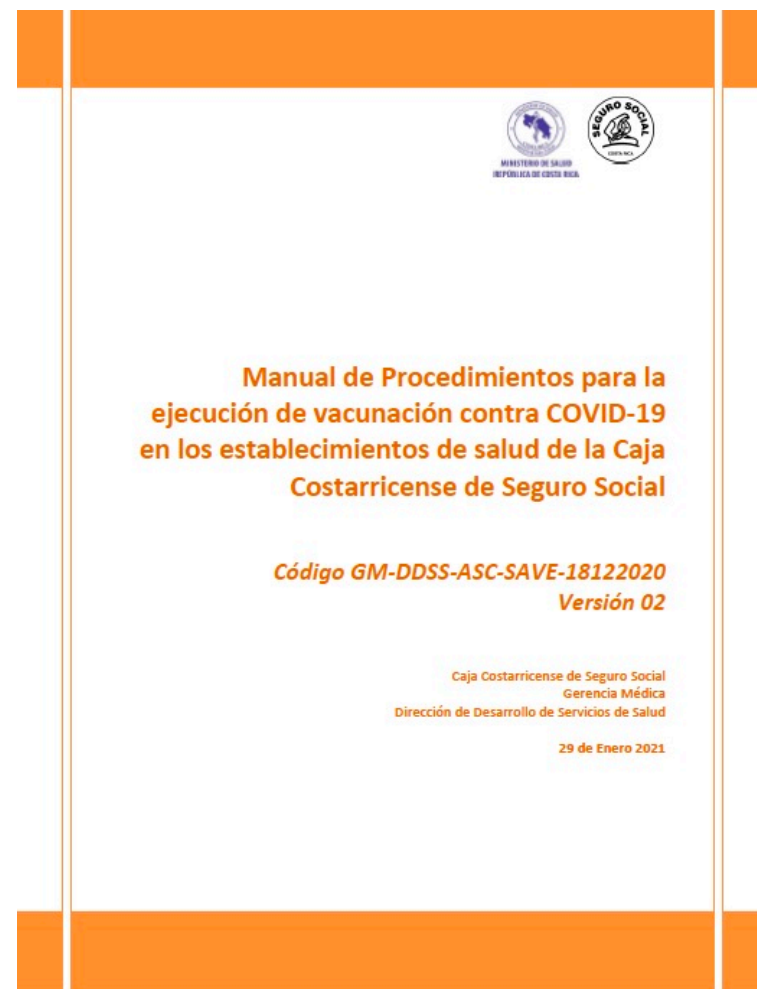 MINISTERIO DE SALUD
REPÚBLICA DE COSTA RICA
SEGURO SOCIAL
COSTA RICA
Manual de Procedimientos para la
ejecución de vacunación contra COVID-19
en los establecimientos de salud de la Caja
Costarricense de Seguro Social
Código GM-DDSS-ASC-SAVE-18122020
Versión 02
Caja Costarricense de Seguro Social
Gerencia Médica
Dirección de Desarrollo de Servicios de Salud
29 de Enero 2021